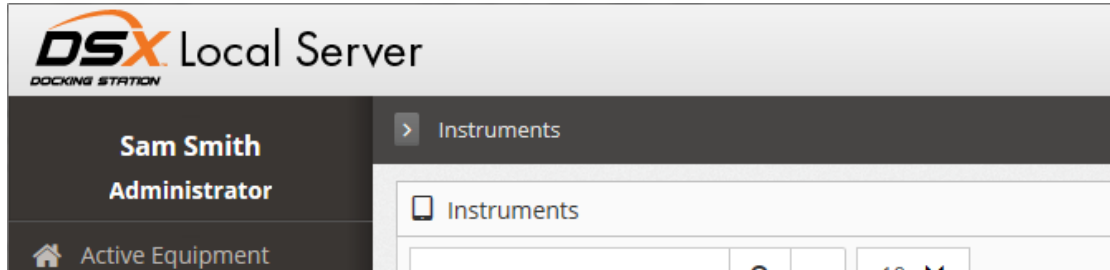 DSX Local Server
DOCKING STATION
Sam Smith
Administrator
Active Equipment
Instruments
Instruments